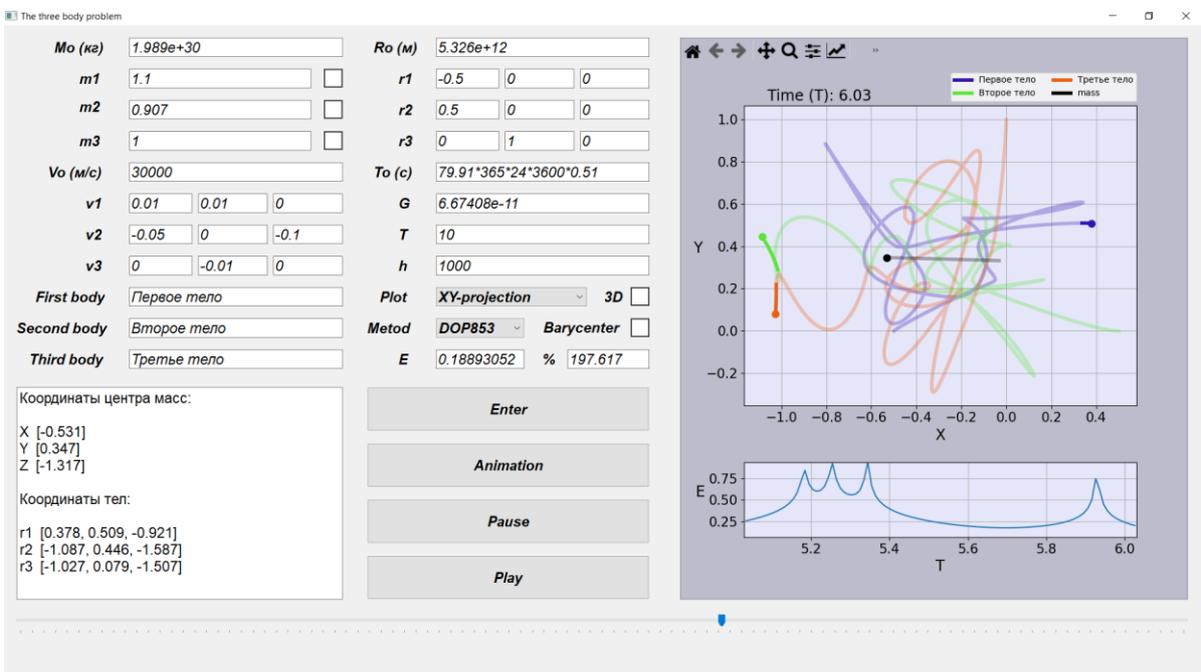 The three body problem
Mo (кг) 1.989e+30 Ro (м) 5.326e+12
m1 1.1 r1 -0.5 0 0
m2 0.907 r2 0.5 0 0
m3 1 r3 0 1 0
Vo (м/с) 30000 To (c) 79.91*365*24*3600*0.51
v1 0.01 0.01 0 G 6.67408e-11
v2 -0.05 0 -0.1 T 10
v3 0 -0.01 0 h 1000
First body Первое тело Plot XY-projection 3D
Second body Второе тело Metod DOP853 Barycenter
Third body Третье тело E 0.18893052 % 197.617
Координаты центра масс:
X [-0.531]
Y [0.347]
Z [-1.317]
Координаты тел:
r1 [0.378, 0.509, -0.921]
r2 [-1.087, 0.446, -1.587]
r3 [-1.027, 0.079, -1.507]
Enter
Animation
Pause
Play
»
Time (T): 6.03
Первое тело Третье тело
Второе тело mass
1.0
0.8
0.6
Y 0.4
0.2
0.0
−0.2
−1.0 −0.8 −0.6 −0.4 −0.2 0.0 0.2 0.4
X
E 0.75
0.50
0.25
5.2 5.4 5.6 5.8 6.0
T